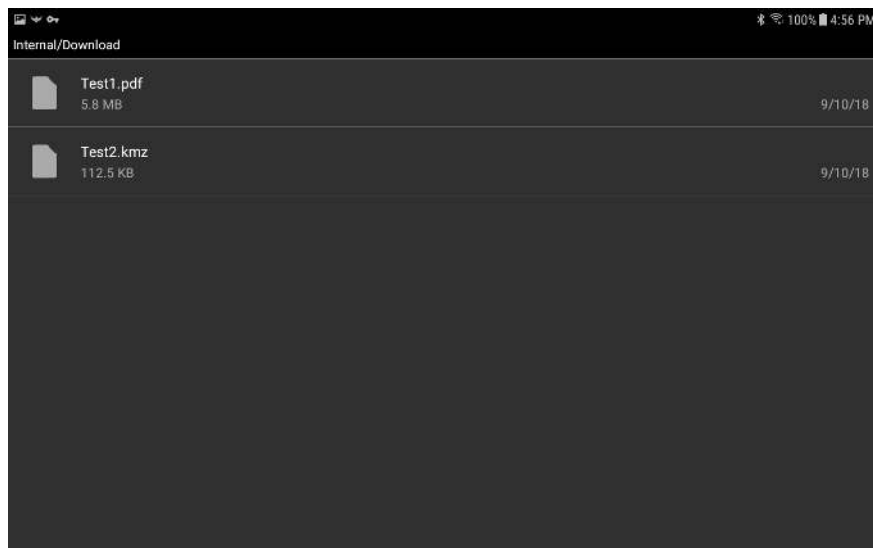 100% 4:56 PM
Internal/Download
Test1.pdf
5.8 MB
9/10/18
Test2.kmz
112.5 KB
9/10/18